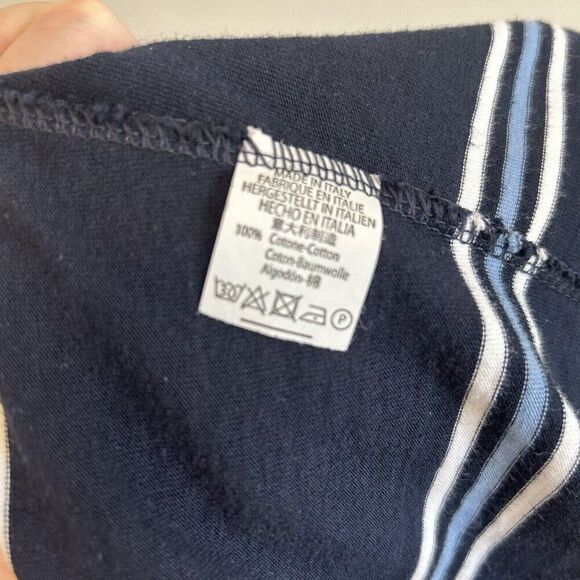 MADE IN ITALY
FABRIQUE EN ITALIE
HERGESTELLT IN ITALIEN
HECHO EN ITALIA
意大利制造
100% Cotone-Cotton
Coton-Baumwolle
Algodón-棉
30° P